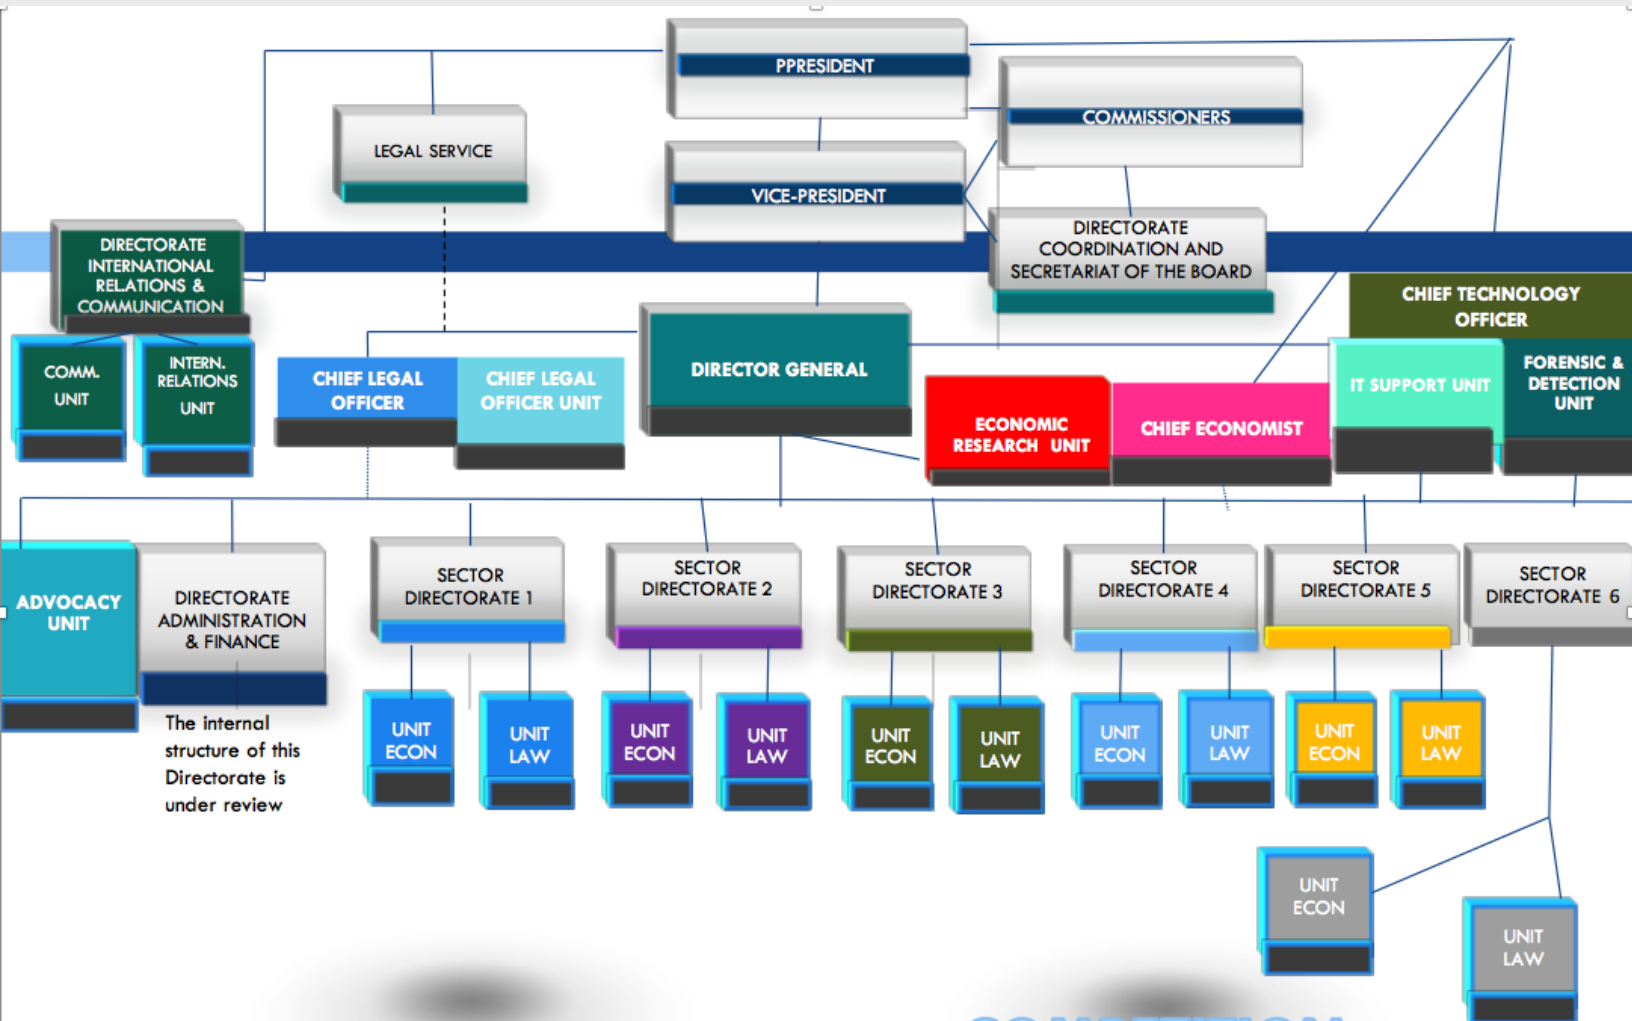 PPRESIDENT
COMMISSIONERS
LEGAL SERVICE
VICE-PRESIDENT
DIRECTORATE
COORDINATION AND
SECRETARIAT OF THE BOARD
DIRECTORATE
INTERNATIONAL
RELATIONS &
COMMUNICATION
CHIEF TECHNOLOGY
OFFICER
COMM.
UNIT
INTERN.
RELATIONS
UNIT
CHIEF LEGAL
OFFICER
CHIEF LEGAL
OFFICER UNIT
DIRECTOR GENERAL
ECONOMIC
RESEARCH UNIT
CHIEF ECONOMIST
IT SUPPORT UNIT
FORENSIC &
DETECTION
UNIT
ADVOCACY
UNIT
DIRECTORATE
ADMINISTRATION
& FINANCE
The internal
structure of this
Directorate is
under review
SECTOR
DIRECTORATE 1
SECTOR
DIRECTORATE 2
SECTOR
DIRECTORATE 3
SECTOR
DIRECTORATE 4
SECTOR
DIRECTORATE 5
SECTOR
DIRECTORATE 6
UNIT
ECON
UNIT
LAW
UNIT
ECON
UNIT
LAW
UNIT
ECON
UNIT
LAW
UNIT
ECON
UNIT
LAW
UNIT
ECON
UNIT
LAW
UNIT
ECON
UNIT
LAW